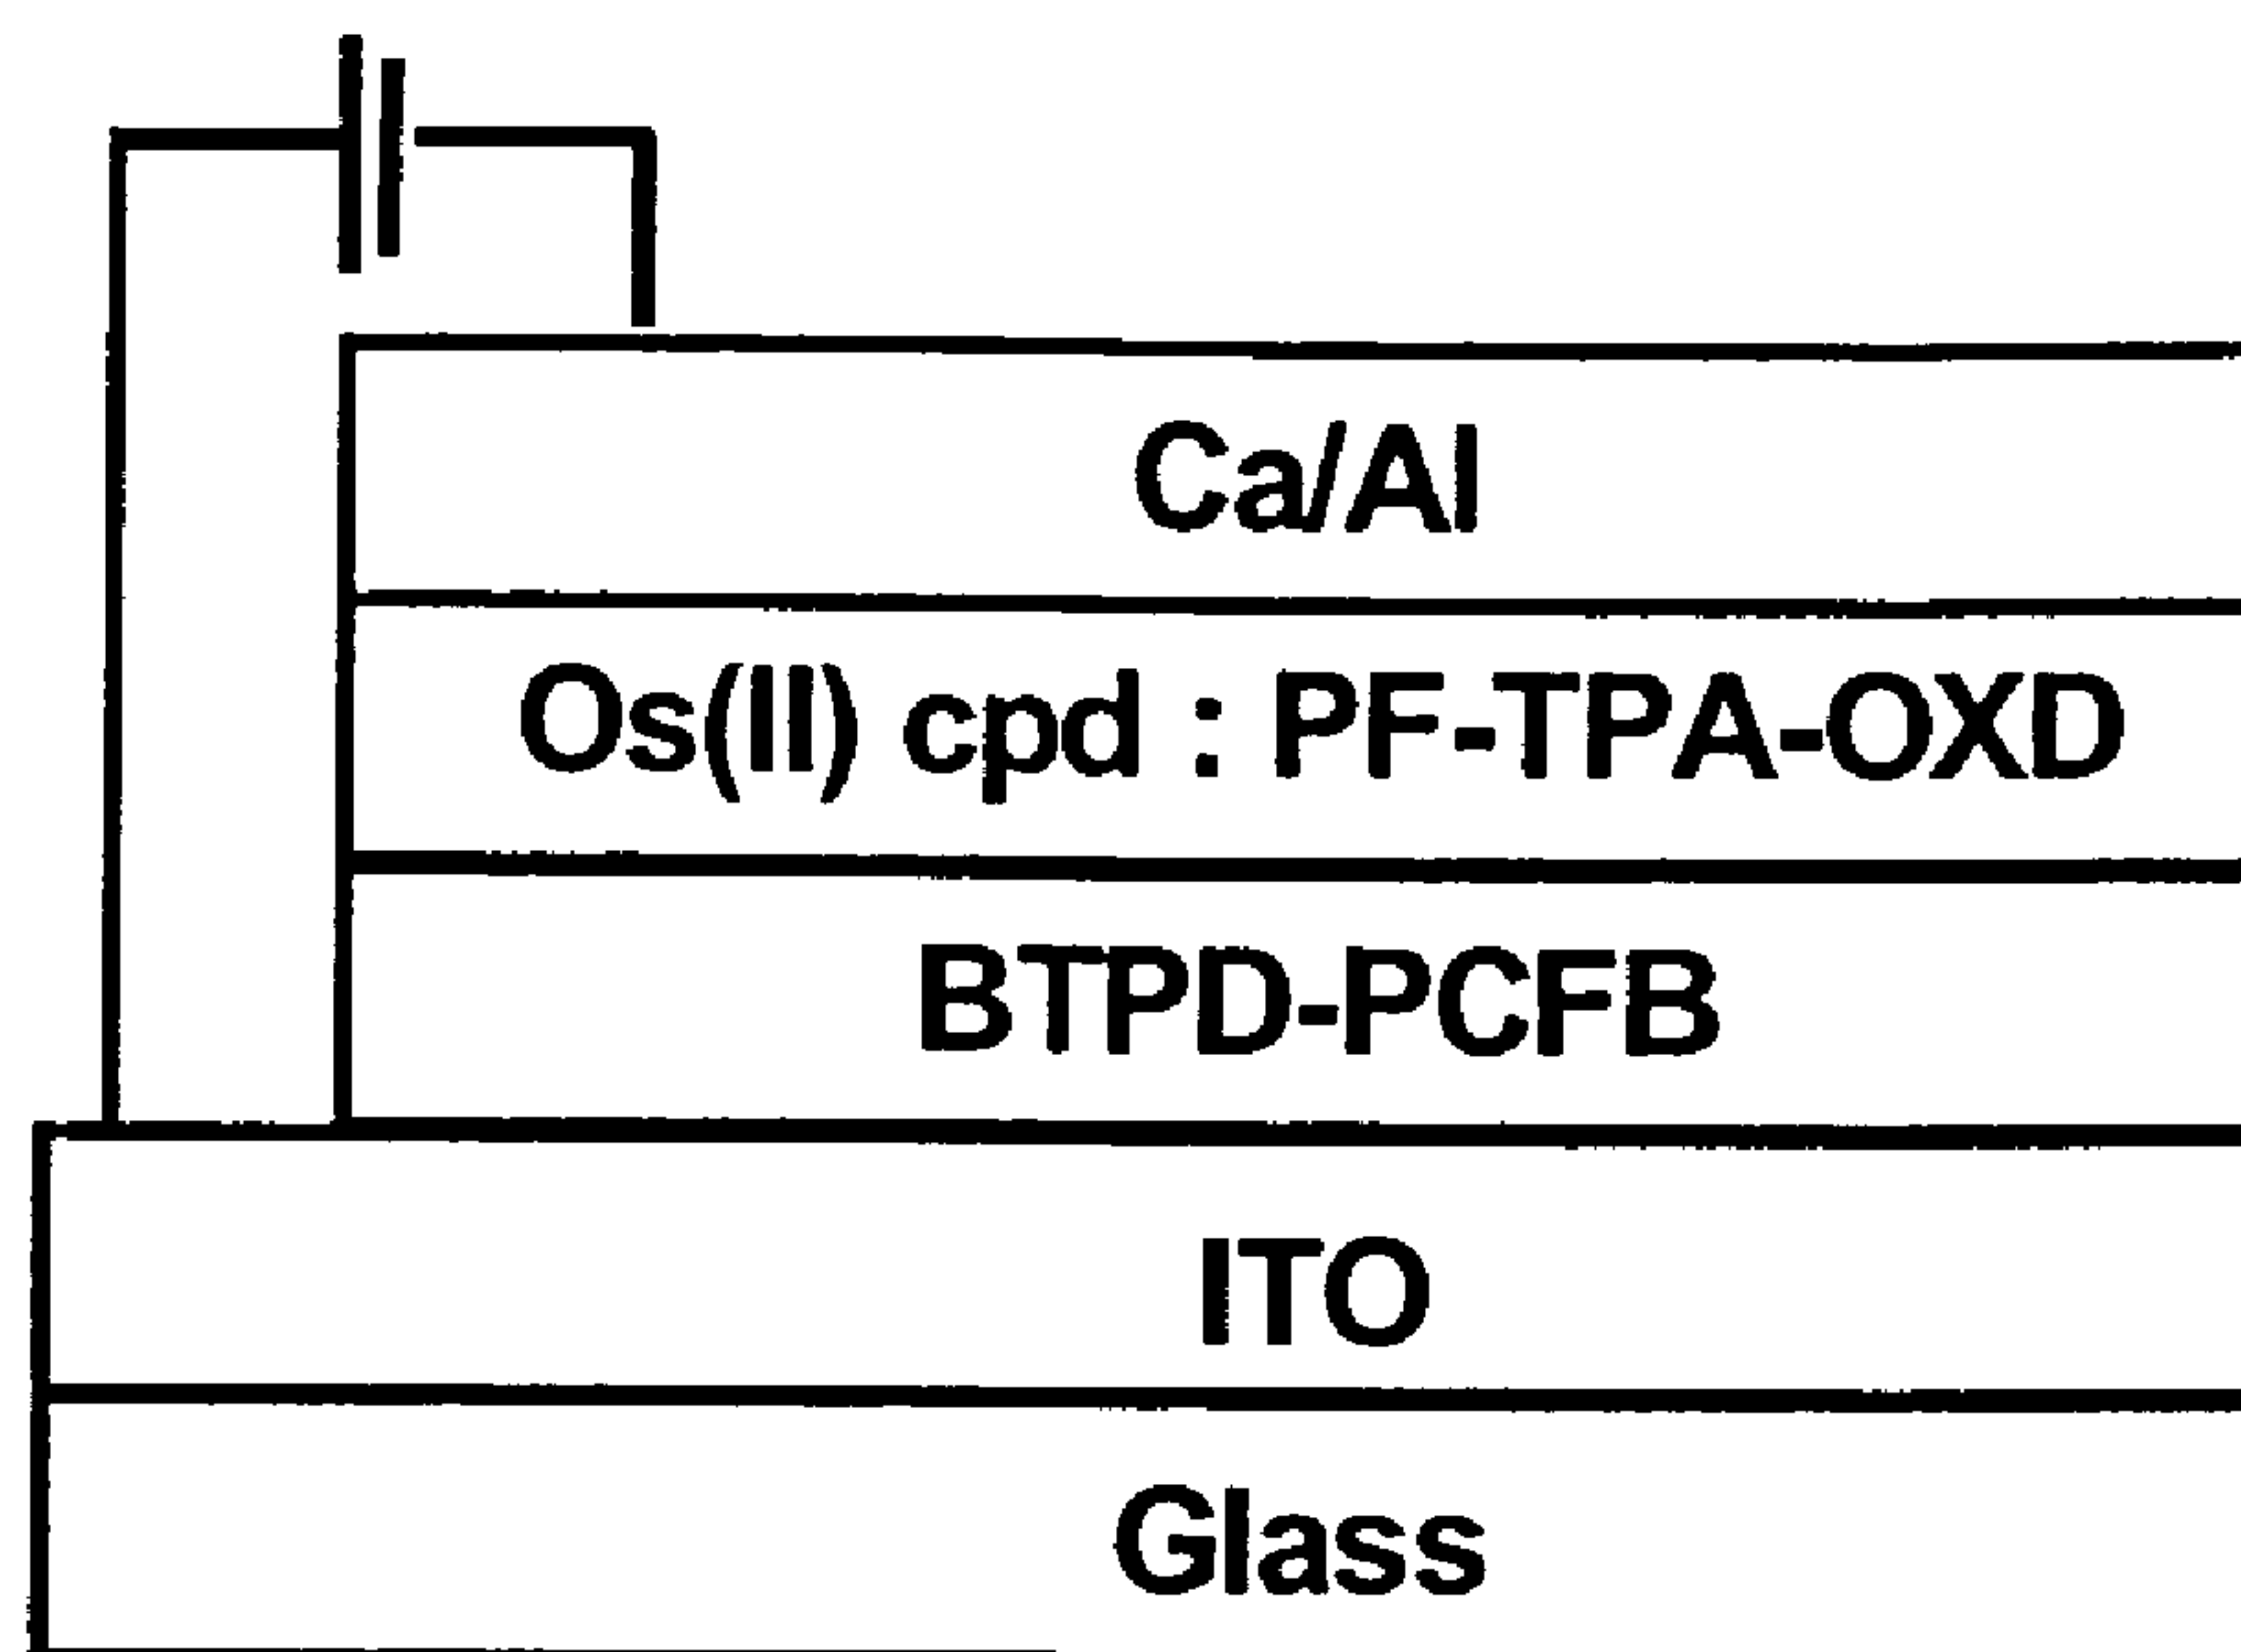 Ca/Al
Os(II) cpd : PF-TPA-OXD
BTPD-PCFB
ITO
Glass